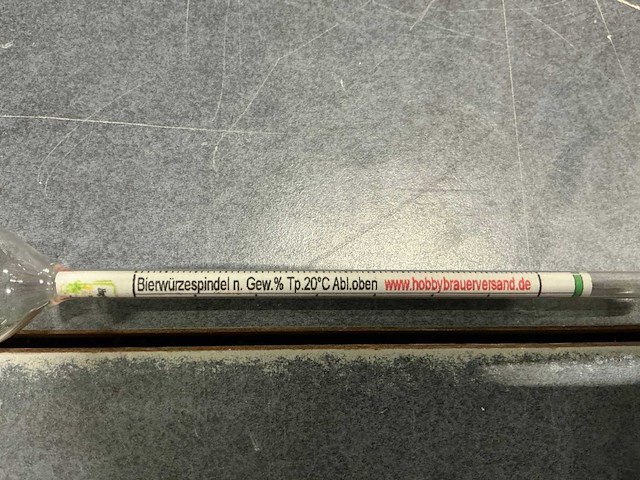 Bierwürzespindel n. Gew.% Tp.20°C Abl.oben www.hobbybrauerversand.de